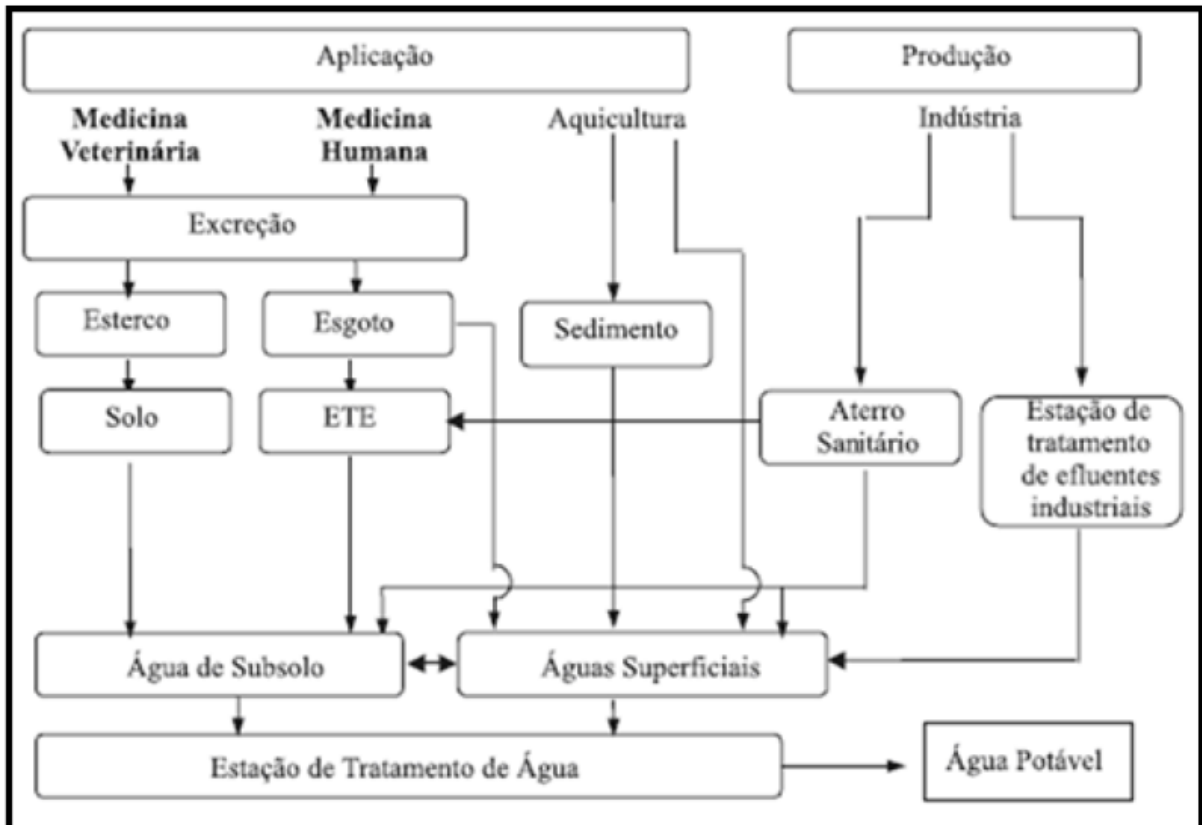 Aplicação
Produção
Medicina
Veterinária
Medicina
Humana
Aquicultura
Indústria
Excreção
Esterco
Esgoto
Sedimento
Solo
ETE
Aterro
Sanitário
Estação de
tratamento
de efluentes
industriais
Água de Subsolo
Águas Superficiais
Estação de Tratamento de Água
Água Potável